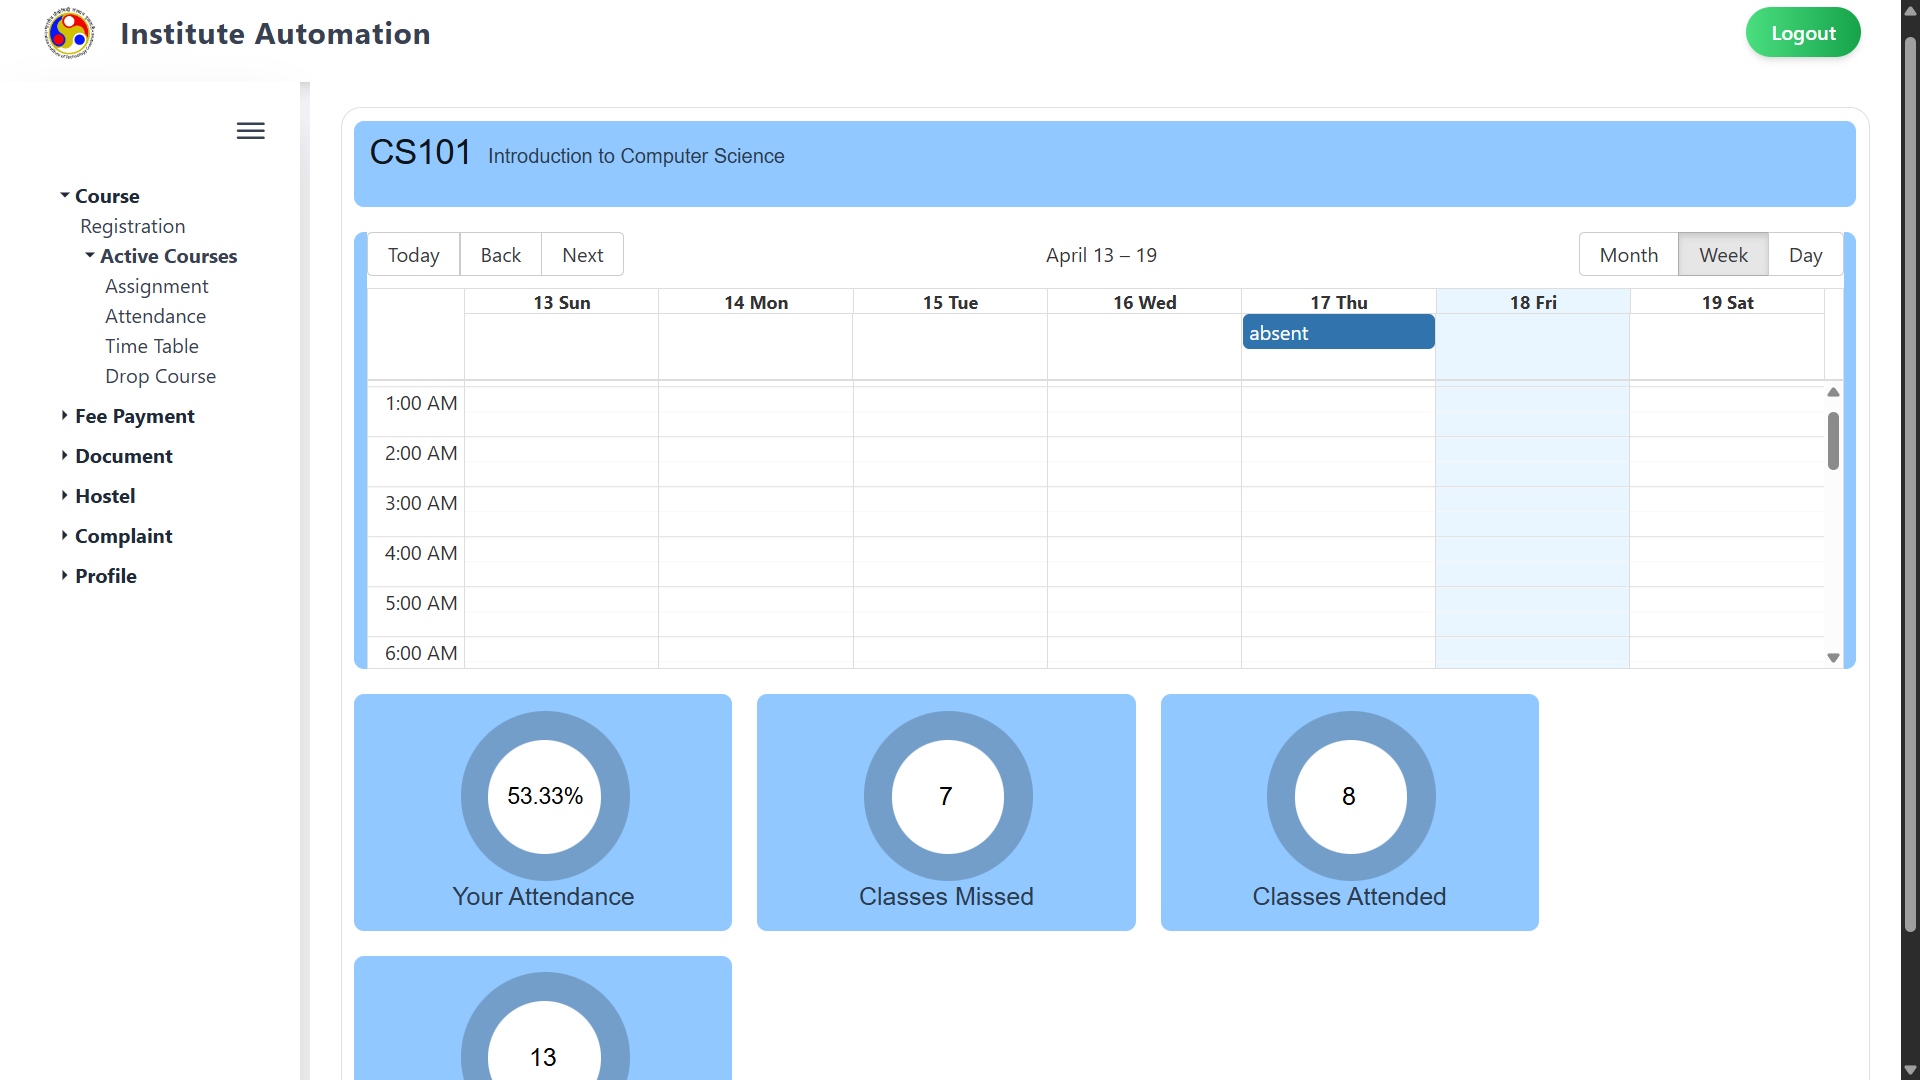 Institute Automation
Logout
Course
Registration
Active Courses
Assignment
Attendance
Time Table
Drop Course
Fee Payment
Document
Hostel
Complaint
Profile
CS101 Introduction to Computer Science
Today Back Next
April 13 – 19
Month Week Day
13 Sun 14 Mon 15 Tue 16 Wed 17 Thu 18 Fri 19 Sat
absent
1:00 AM
2:00 AM
3:00 AM
4:00 AM
5:00 AM
6:00 AM
53.33%
Your Attendance
7
Classes Missed
8
Classes Attended
13